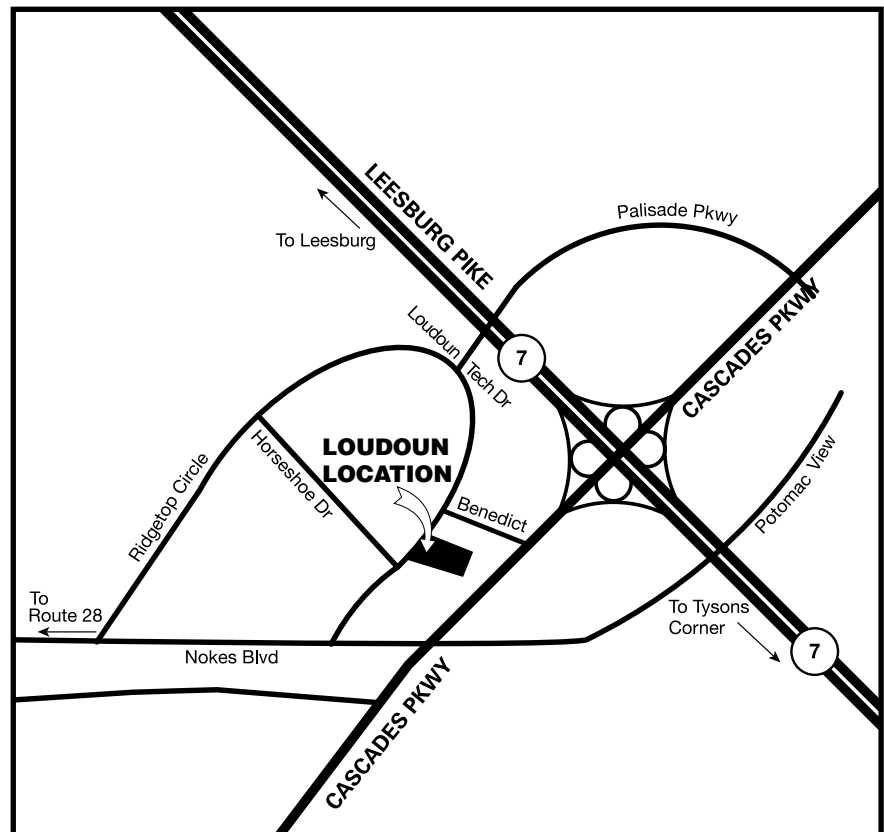 LEESBURG PIKE
To Leesburg
Palisade Pkwy
CASCADES PKWY
Loudoun
Tech Dr
7
LOUDOUN
LOCATION
Horseshoe Dr
Ridgetop Circle
Benedict
Potomac View
To
Route 28
Nokes Blvd
To Tysons
Corner
7
CASCADES PKWY